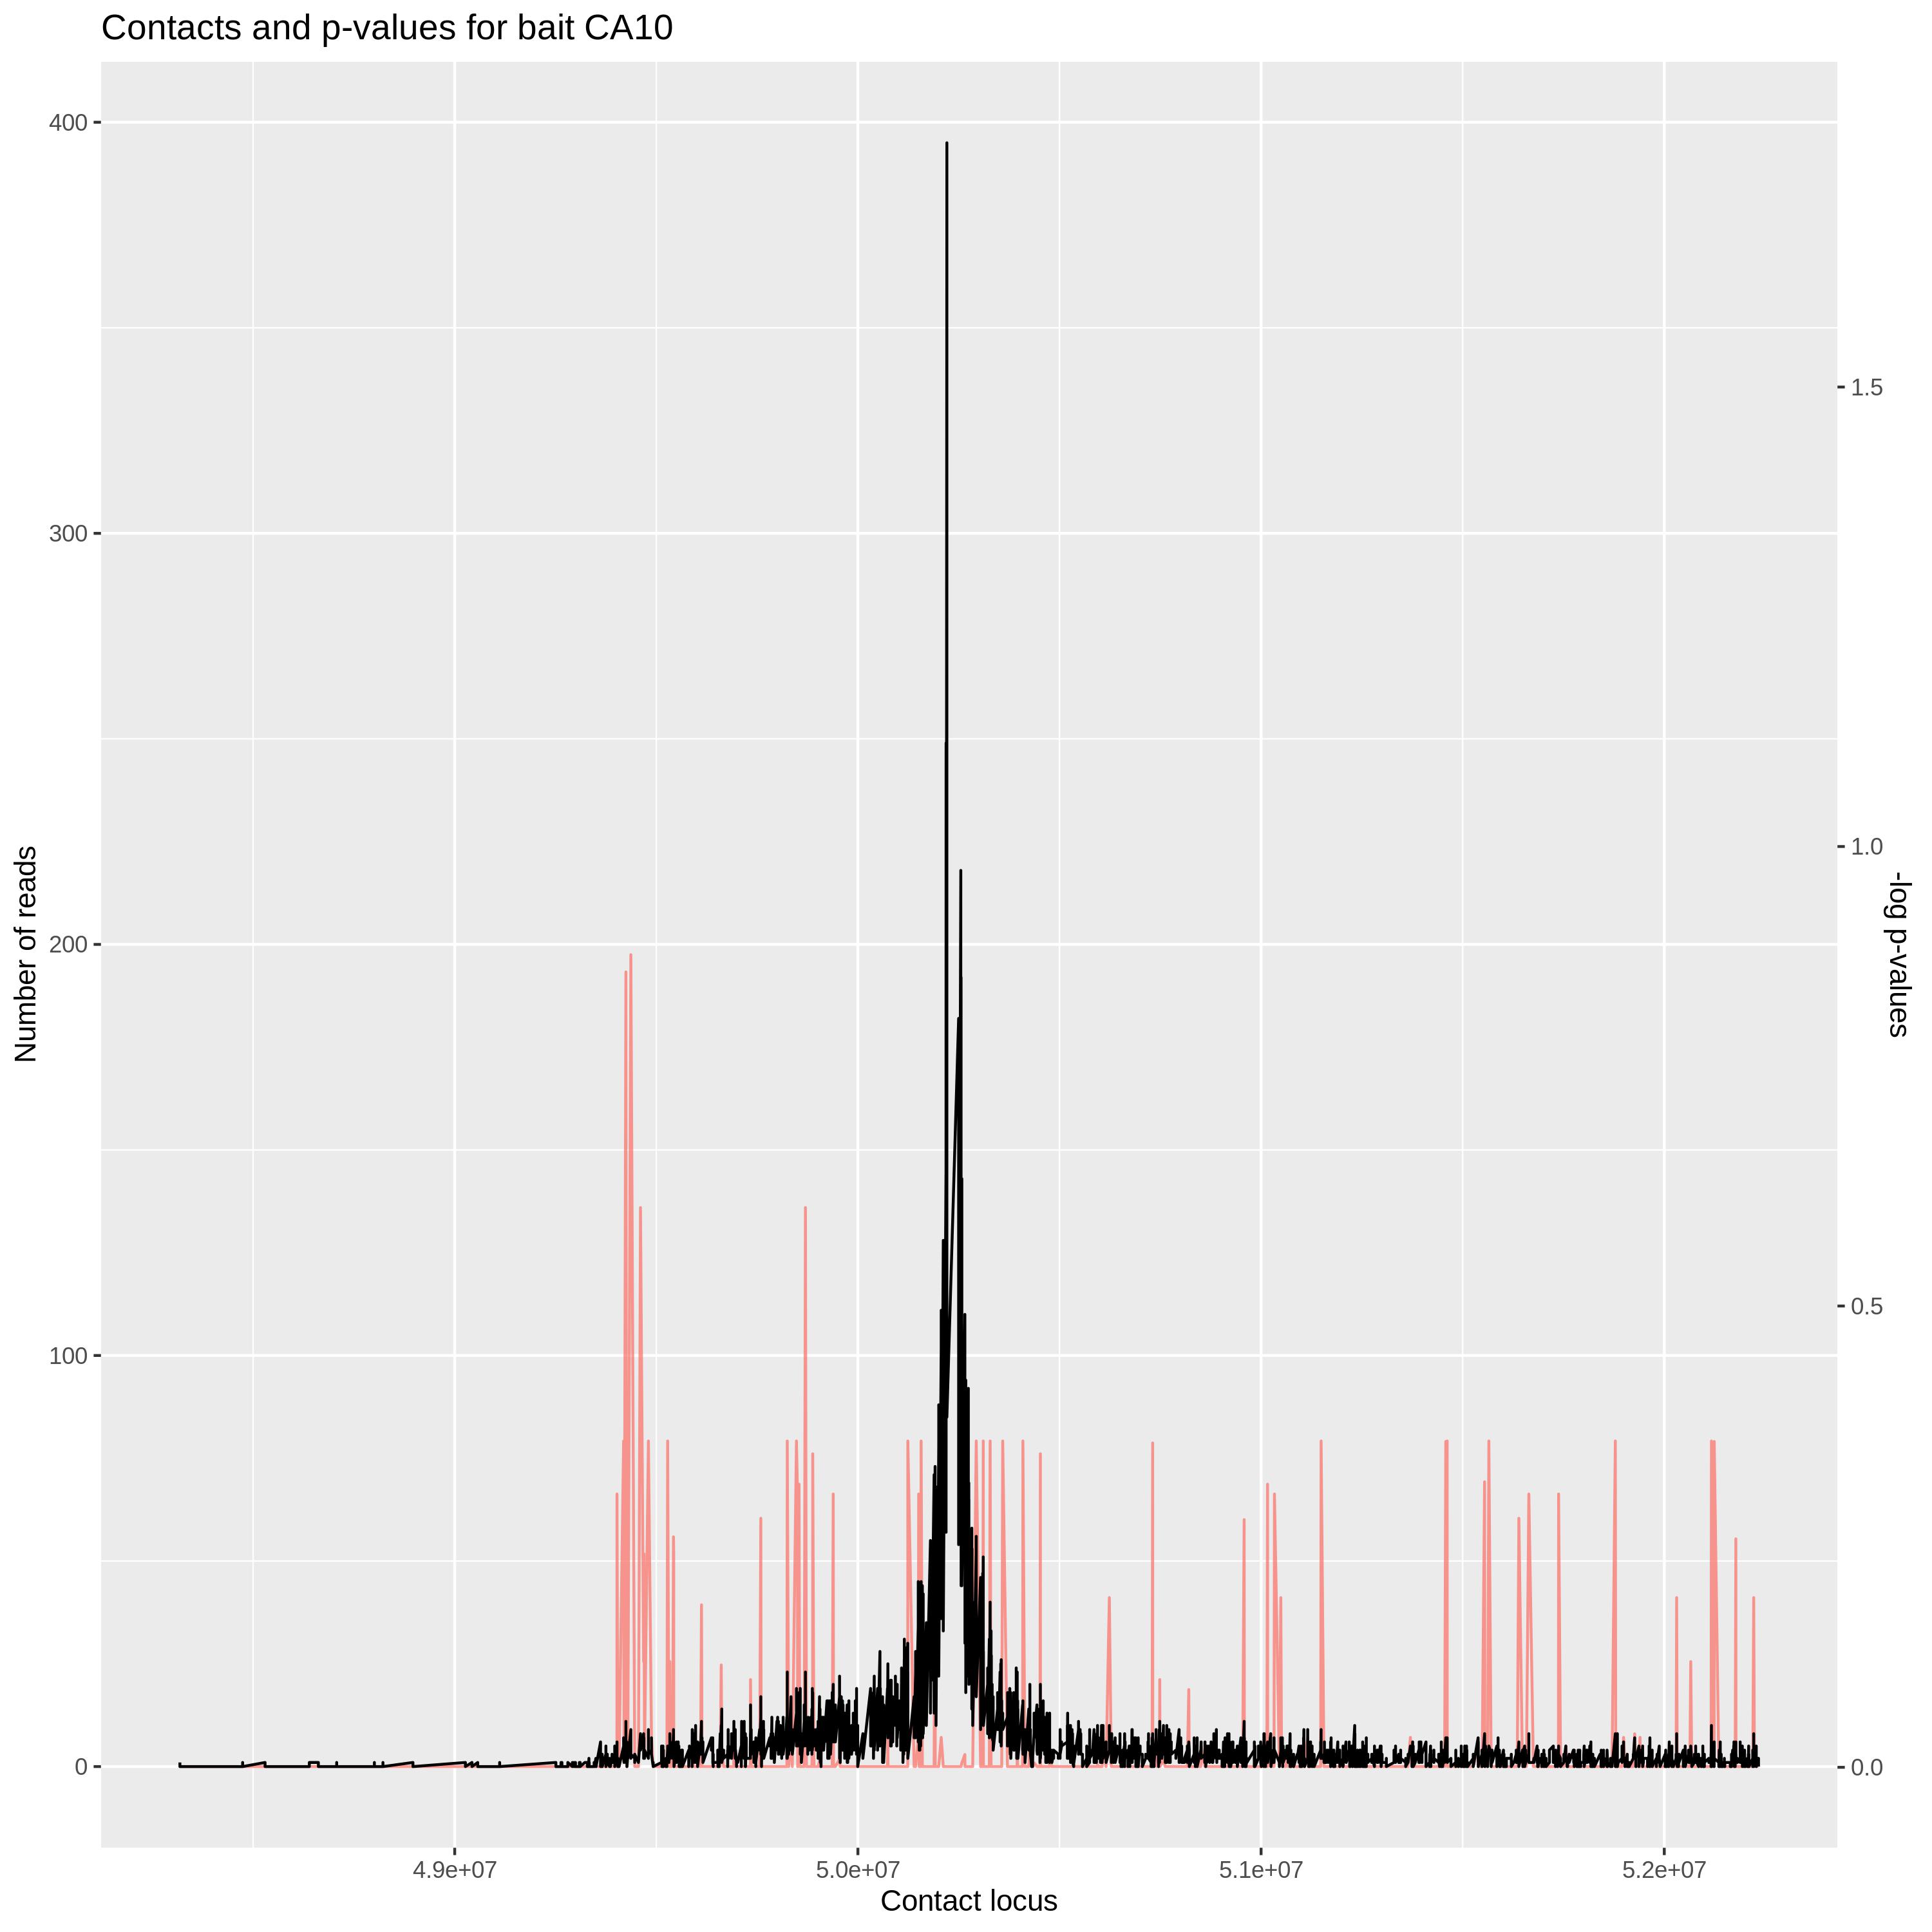 Contacts and p-values for bait CA10
Number of reads
400
300
200
100
0
1.5
1.0
0.5
0.0
-log p-values
4.9e+07
5.0e+07
5.1e+07
5.2e+07
Contact locus